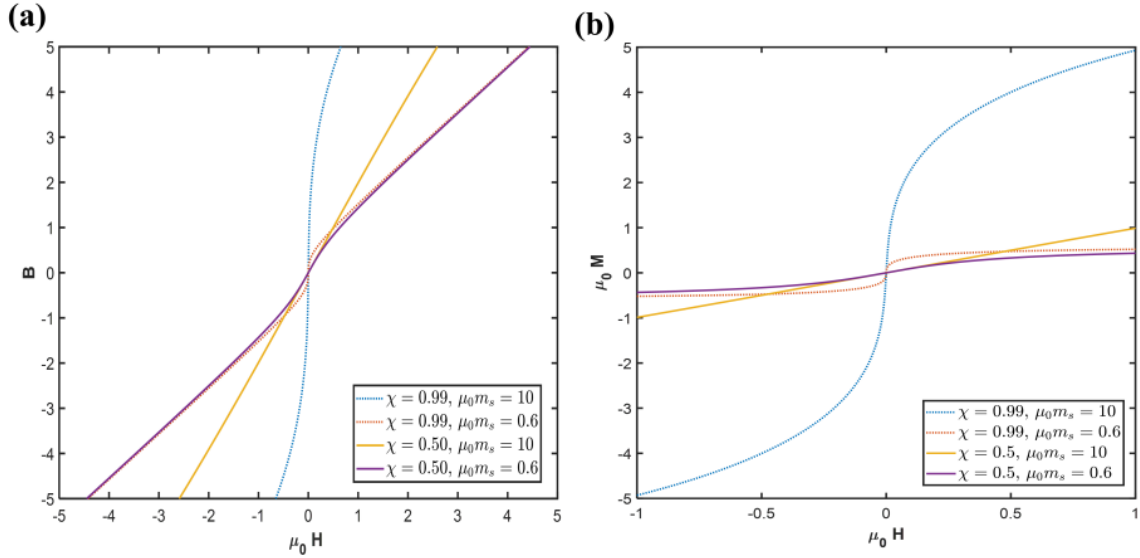 (a)
5
4
3
2
1
0
-1
-2
-3
-4
-5
B
-5 -4 -3 -2 -1 0 1 2 3 4 5
μ₀ H
χ = 0.99, μ₀mₛ = 10
χ = 0.99, μ₀mₛ = 0.6
χ = 0.50, μ₀mₛ = 10
χ = 0.50, μ₀mₛ = 0.6
(b)
5
4
3
2
1
0
-1
-2
-3
-4
-5
μ₀ M
-1 -0.5 0 0.5 1
μ₀ H
χ = 0.99, μ₀mₛ = 10
χ = 0.99, μ₀mₛ = 0.6
χ = 0.5, μ₀mₛ = 10
χ = 0.5, μ₀mₛ = 0.6